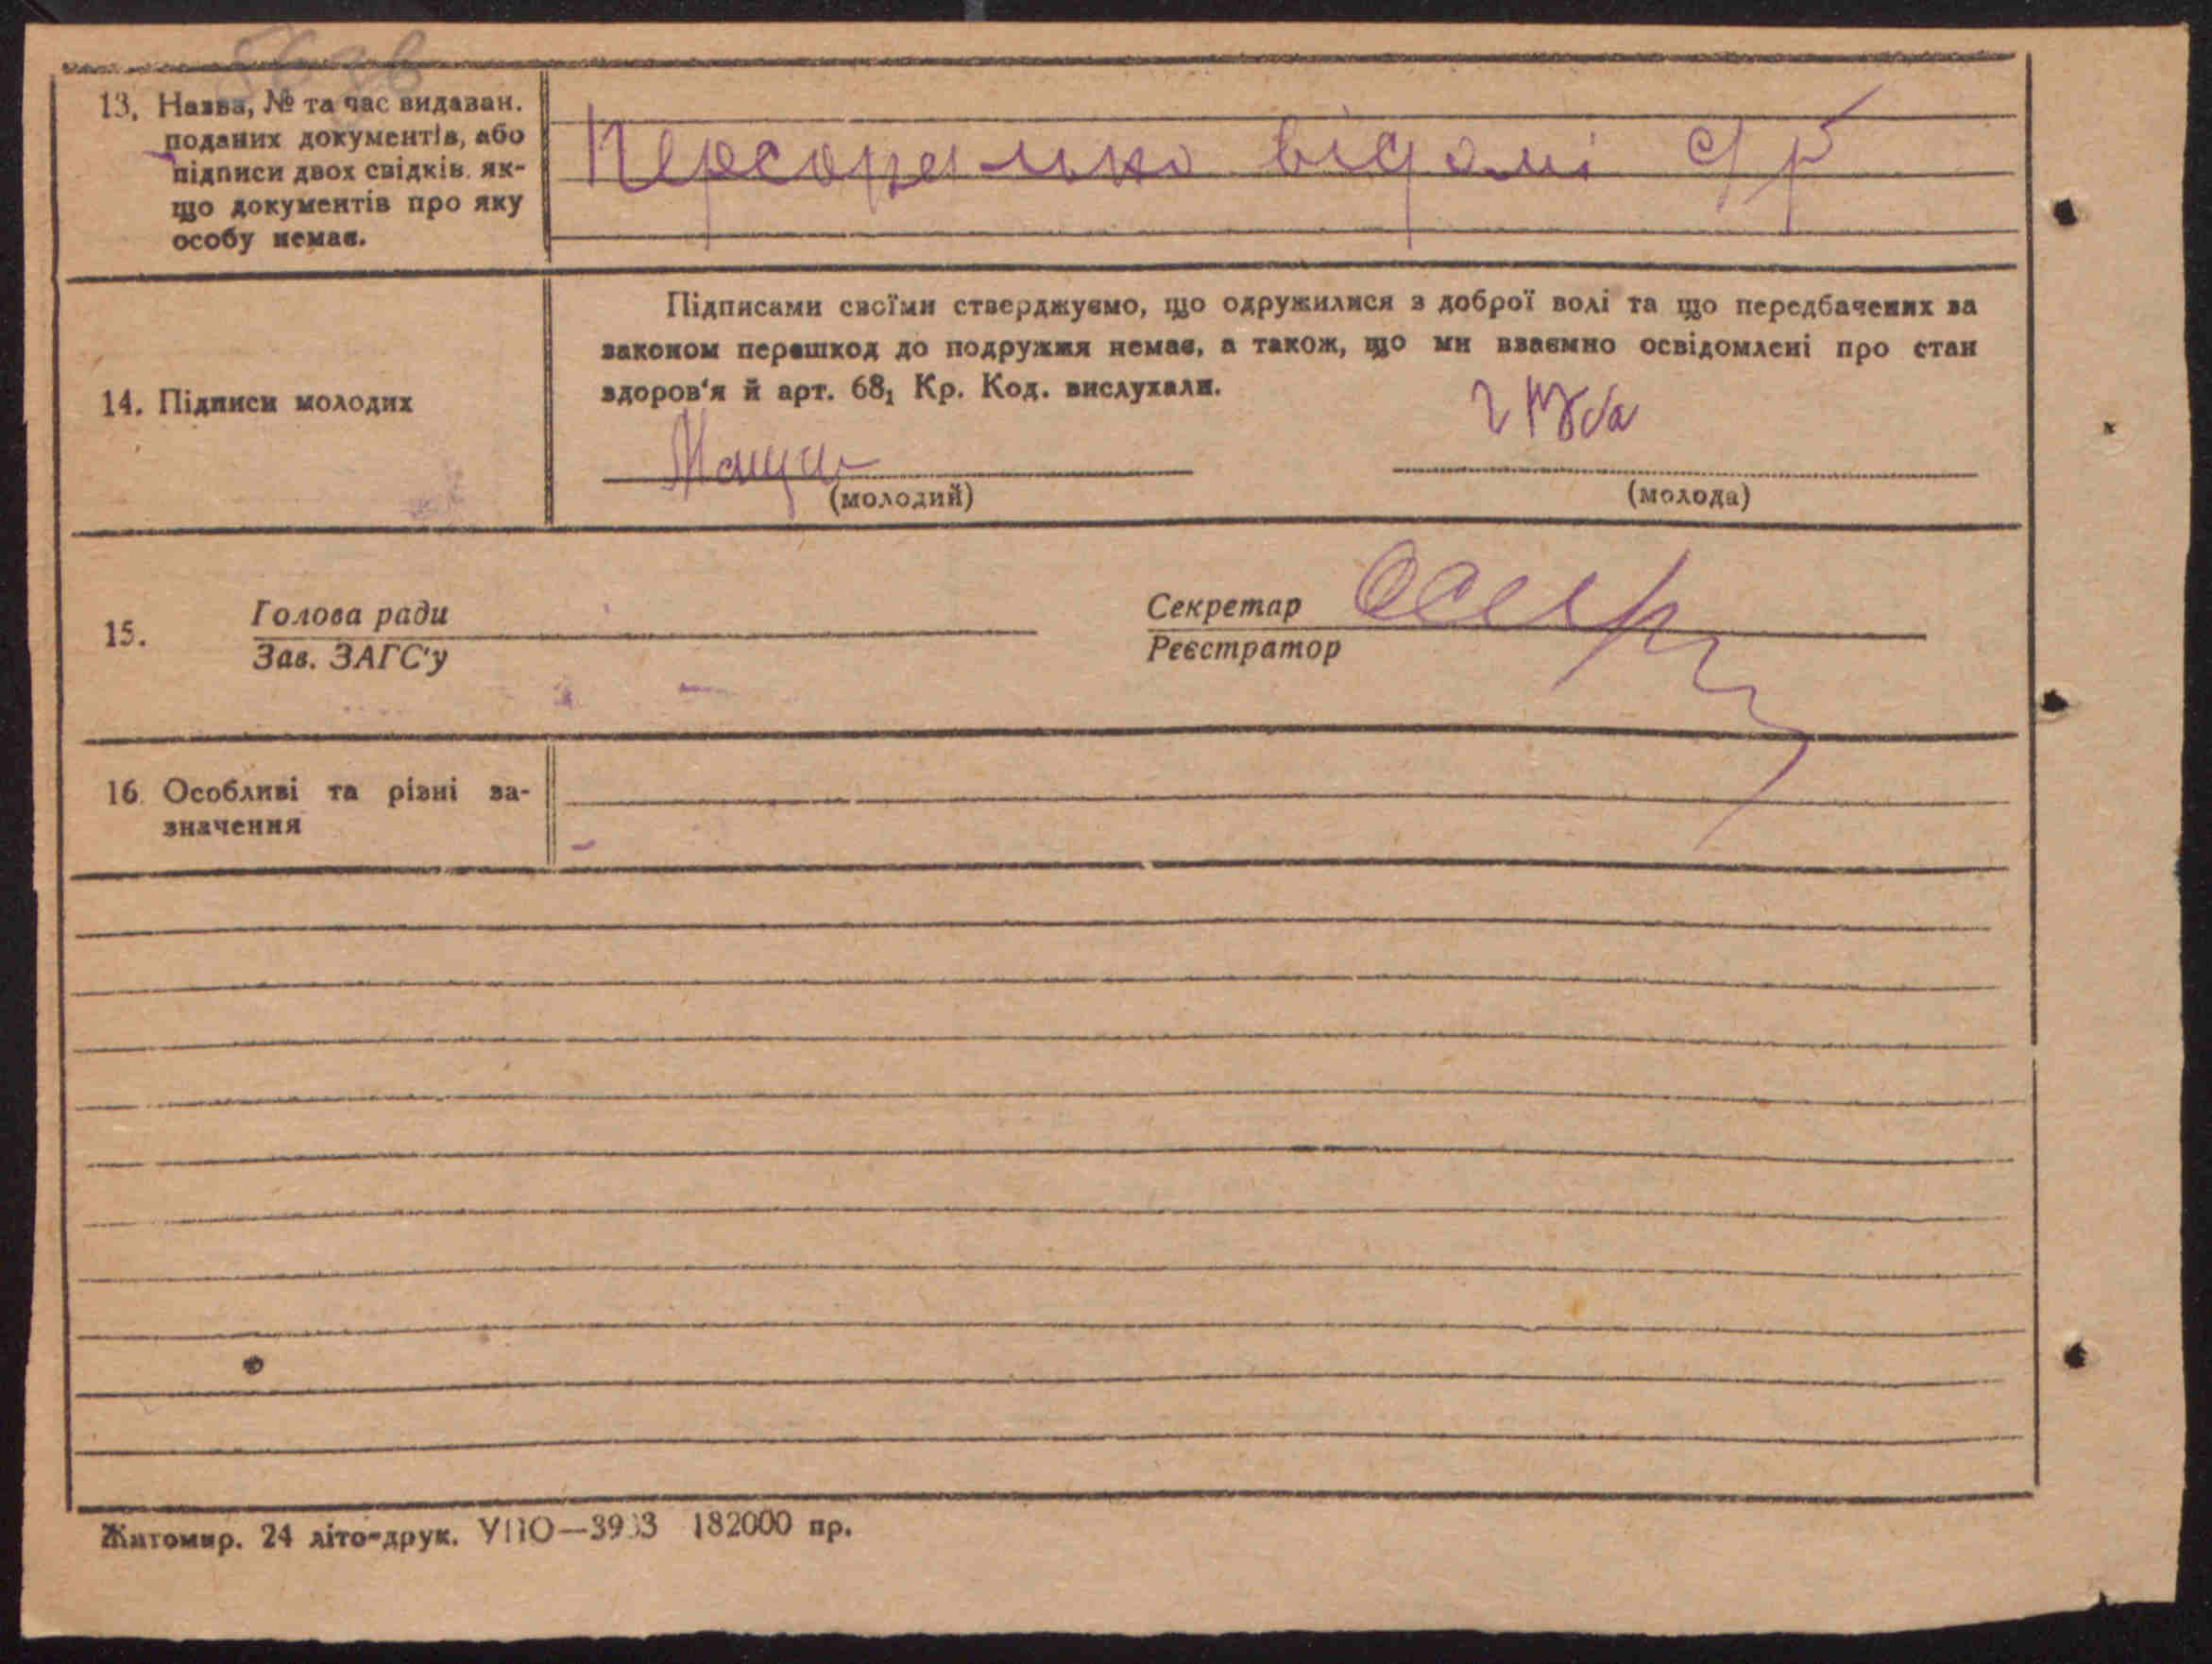 13. Назва, № та час видаван.
поданих документів, або
підписи двох свідків, як-
що документів про яку
особу немає.
Персонально відомі с/р
Підписами своїми стверджуємо, що одружилися з доброї волі та що передбачених за
законом перешкод до подружжя немає, а також, що ми взаємно освідомлені про стан
здоров'я й арт. 68₁ Кр. Код. вислухали.
14. Підписи молодих
(молодий)
(молода)
15.
Голова ради
Зав. ЗАГС'у
Секретар
Реєстратор
16. Особливі та різні за-
значення
Житомир. 24 літо-друк. 182000 пр.